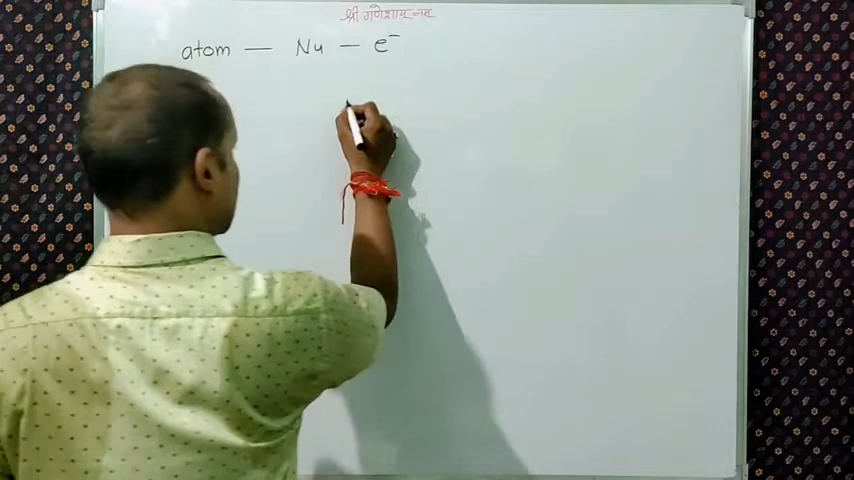 श्री गणेशाय नमः
atom — Nu — e⁻